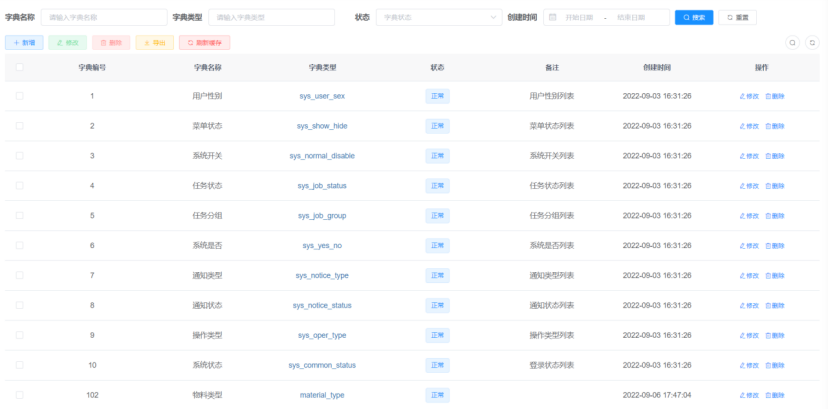 字典名称 请输入字典名称 字典类型 请输入字典类型 状态 字典状态 创建时间 开始日期 - 结束日期 搜索 重置
+ 新增 修改 删除 导出 刷新缓存
字典编号 字典名称 字典类型 状态 备注 创建时间 操作
1 用户性别 sys_user_sex 正常 用户性别列表 2022-09-03 16:31:26 修改 删除
2 菜单状态 sys_show_hide 正常 菜单状态列表 2022-09-03 16:31:26 修改 删除
3 系统开关 sys_normal_disable 正常 系统开关列表 2022-09-03 16:31:26 修改 删除
4 任务状态 sys_job_status 正常 任务状态列表 2022-09-03 16:31:26 修改 删除
5 任务分组 sys_job_group 正常 任务分组列表 2022-09-03 16:31:26 修改 删除
6 系统是否 sys_yes_no 正常 系统是否列表 2022-09-03 16:31:26 修改 删除
7 通知类型 sys_notice_type 正常 通知类型列表 2022-09-03 16:31:26 修改 删除
8 通知状态 sys_notice_status 正常 通知状态列表 2022-09-03 16:31:26 修改 删除
9 操作类型 sys_oper_type 正常 操作类型列表 2022-09-03 16:31:26 修改 删除
10 系统状态 sys_common_status 正常 登录状态列表 2022-09-03 16:31:26 修改 删除
102 物料类型 material_type 正常 2022-09-06 17:47:04 修改 删除